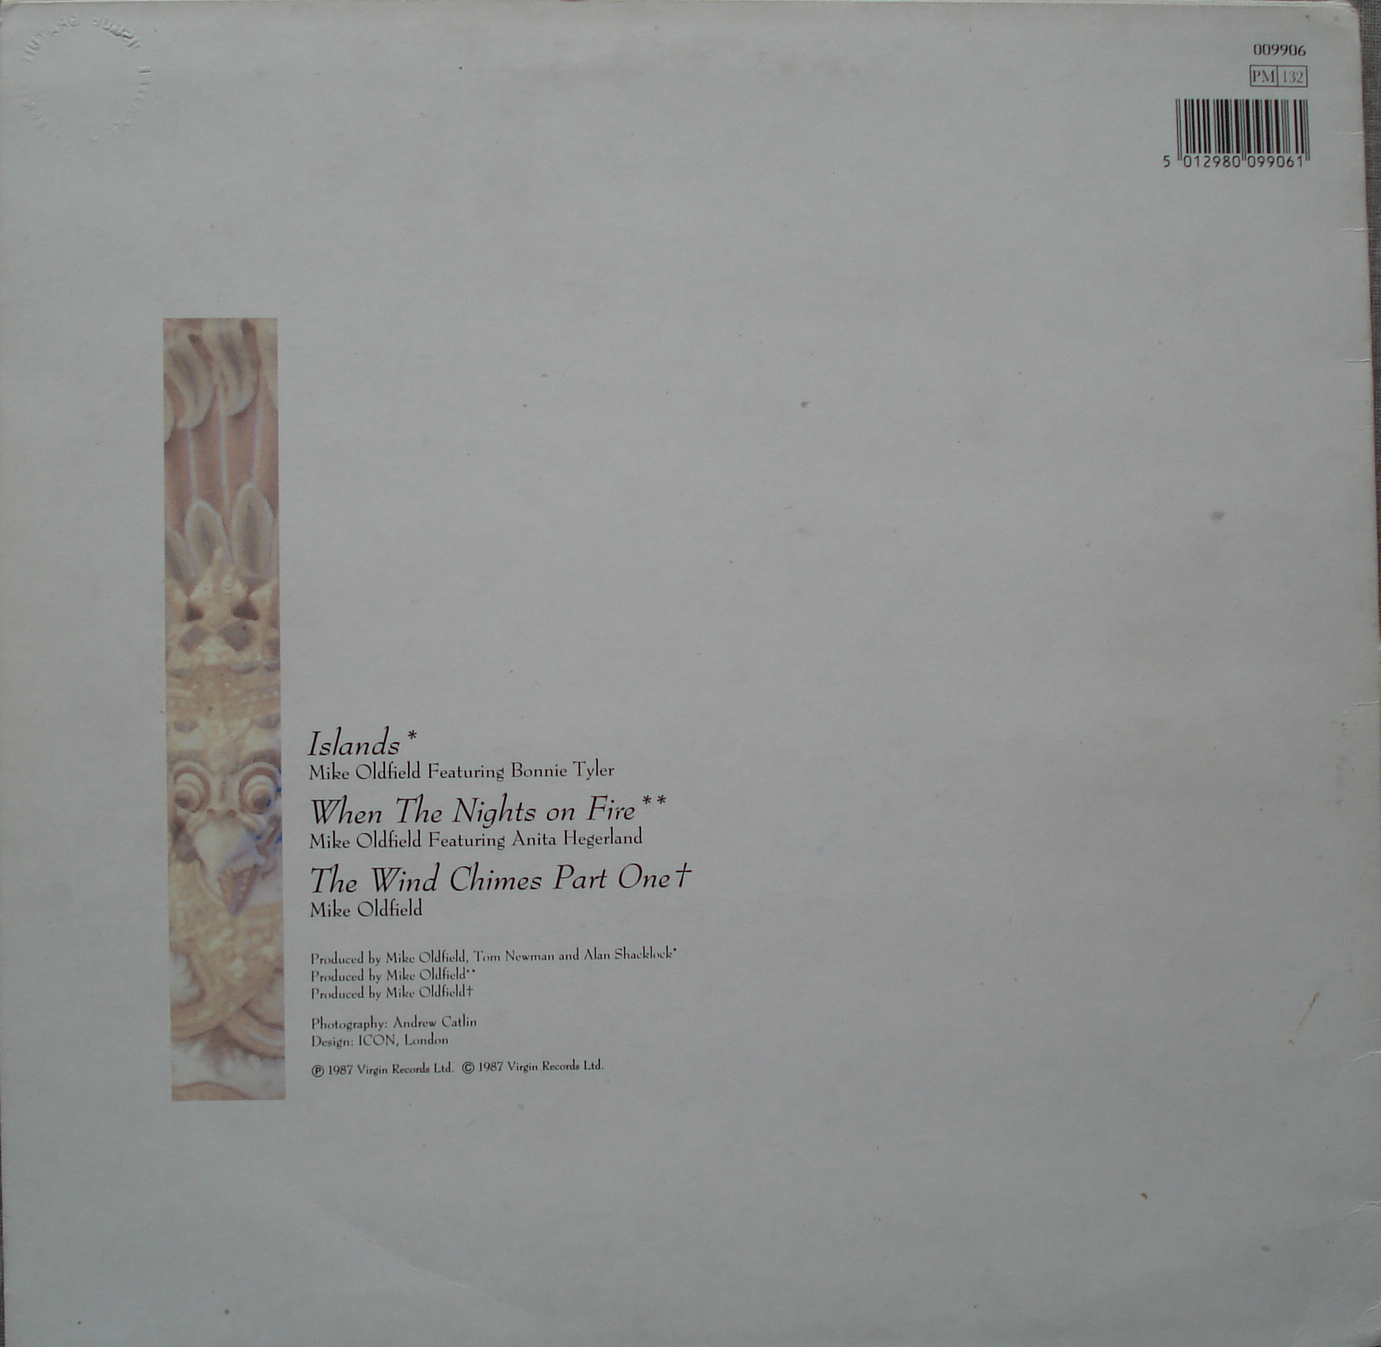 009906
PM 132
5 012980 099061
Islands*
Mike Oldfield Featuring Bonnie Tyler
When The Nights on Fire**
Mike Oldfield Featuring Anita Hegerland
The Wind Chimes Part One†
Mike Oldfield
Produced by Mike Oldfield, Tom Newman and Alan Shacklock*
Produced by Mike Oldfield**
Produced by Mike Oldfield†
Photography: Andrew Catlin
Design: ICON, London
℗ 1987 Virgin Records Ltd. © 1987 Virgin Records Ltd.